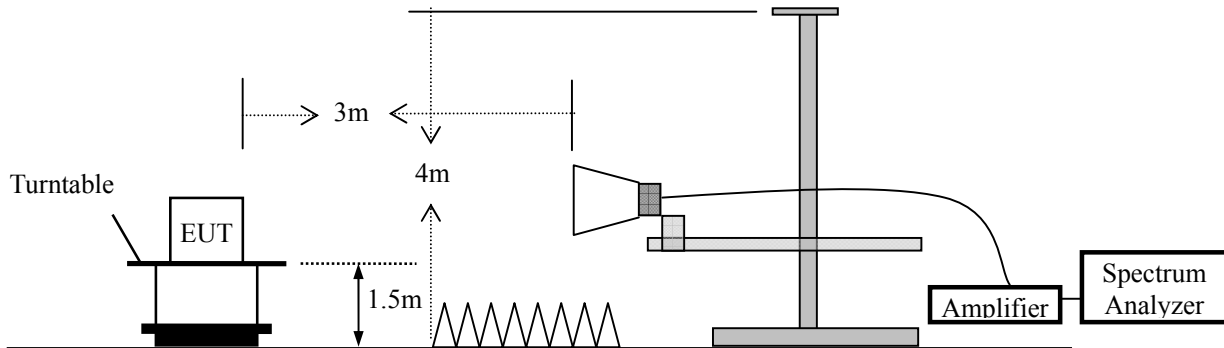 3m
4m
Turntable
EUT
1.5m
Amplifier
Spectrum
Analyzer